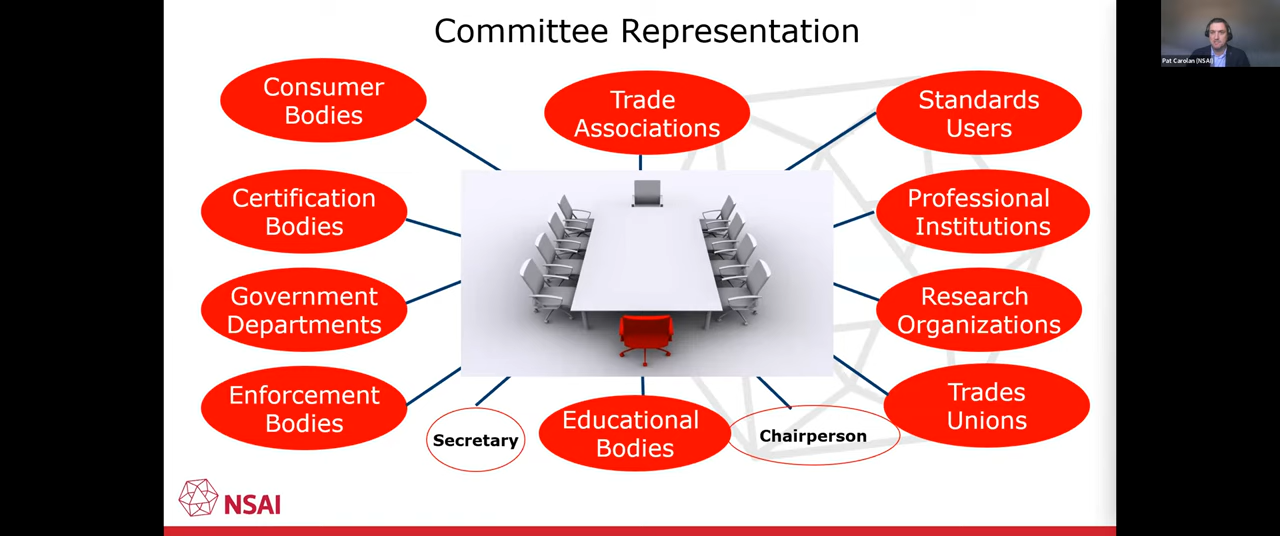 Committee Representation
Pat Carolan (NSAI)
Consumer
Bodies
Trade
Associations
Standards
Users
Certification
Bodies
Professional
Institutions
Government
Departments
Research
Organizations
Enforcement
Bodies
Secretary
Educational
Bodies
Chairperson
Trades
Unions
NSAI